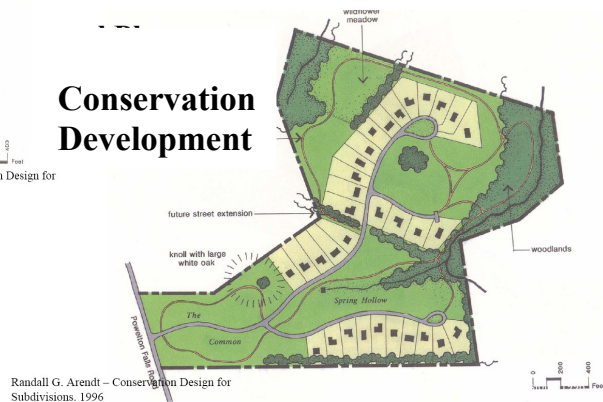 wildflower
meadow
Conservation
Development
Feet
n Design for
future street extension
knoll with large
white oak
woodlands
Spring Hollow
The
Common
Powelton Falls Road
0
200
400
Feet
Randall G. Arendt – Conservation Design for
Subdivisions. 1996